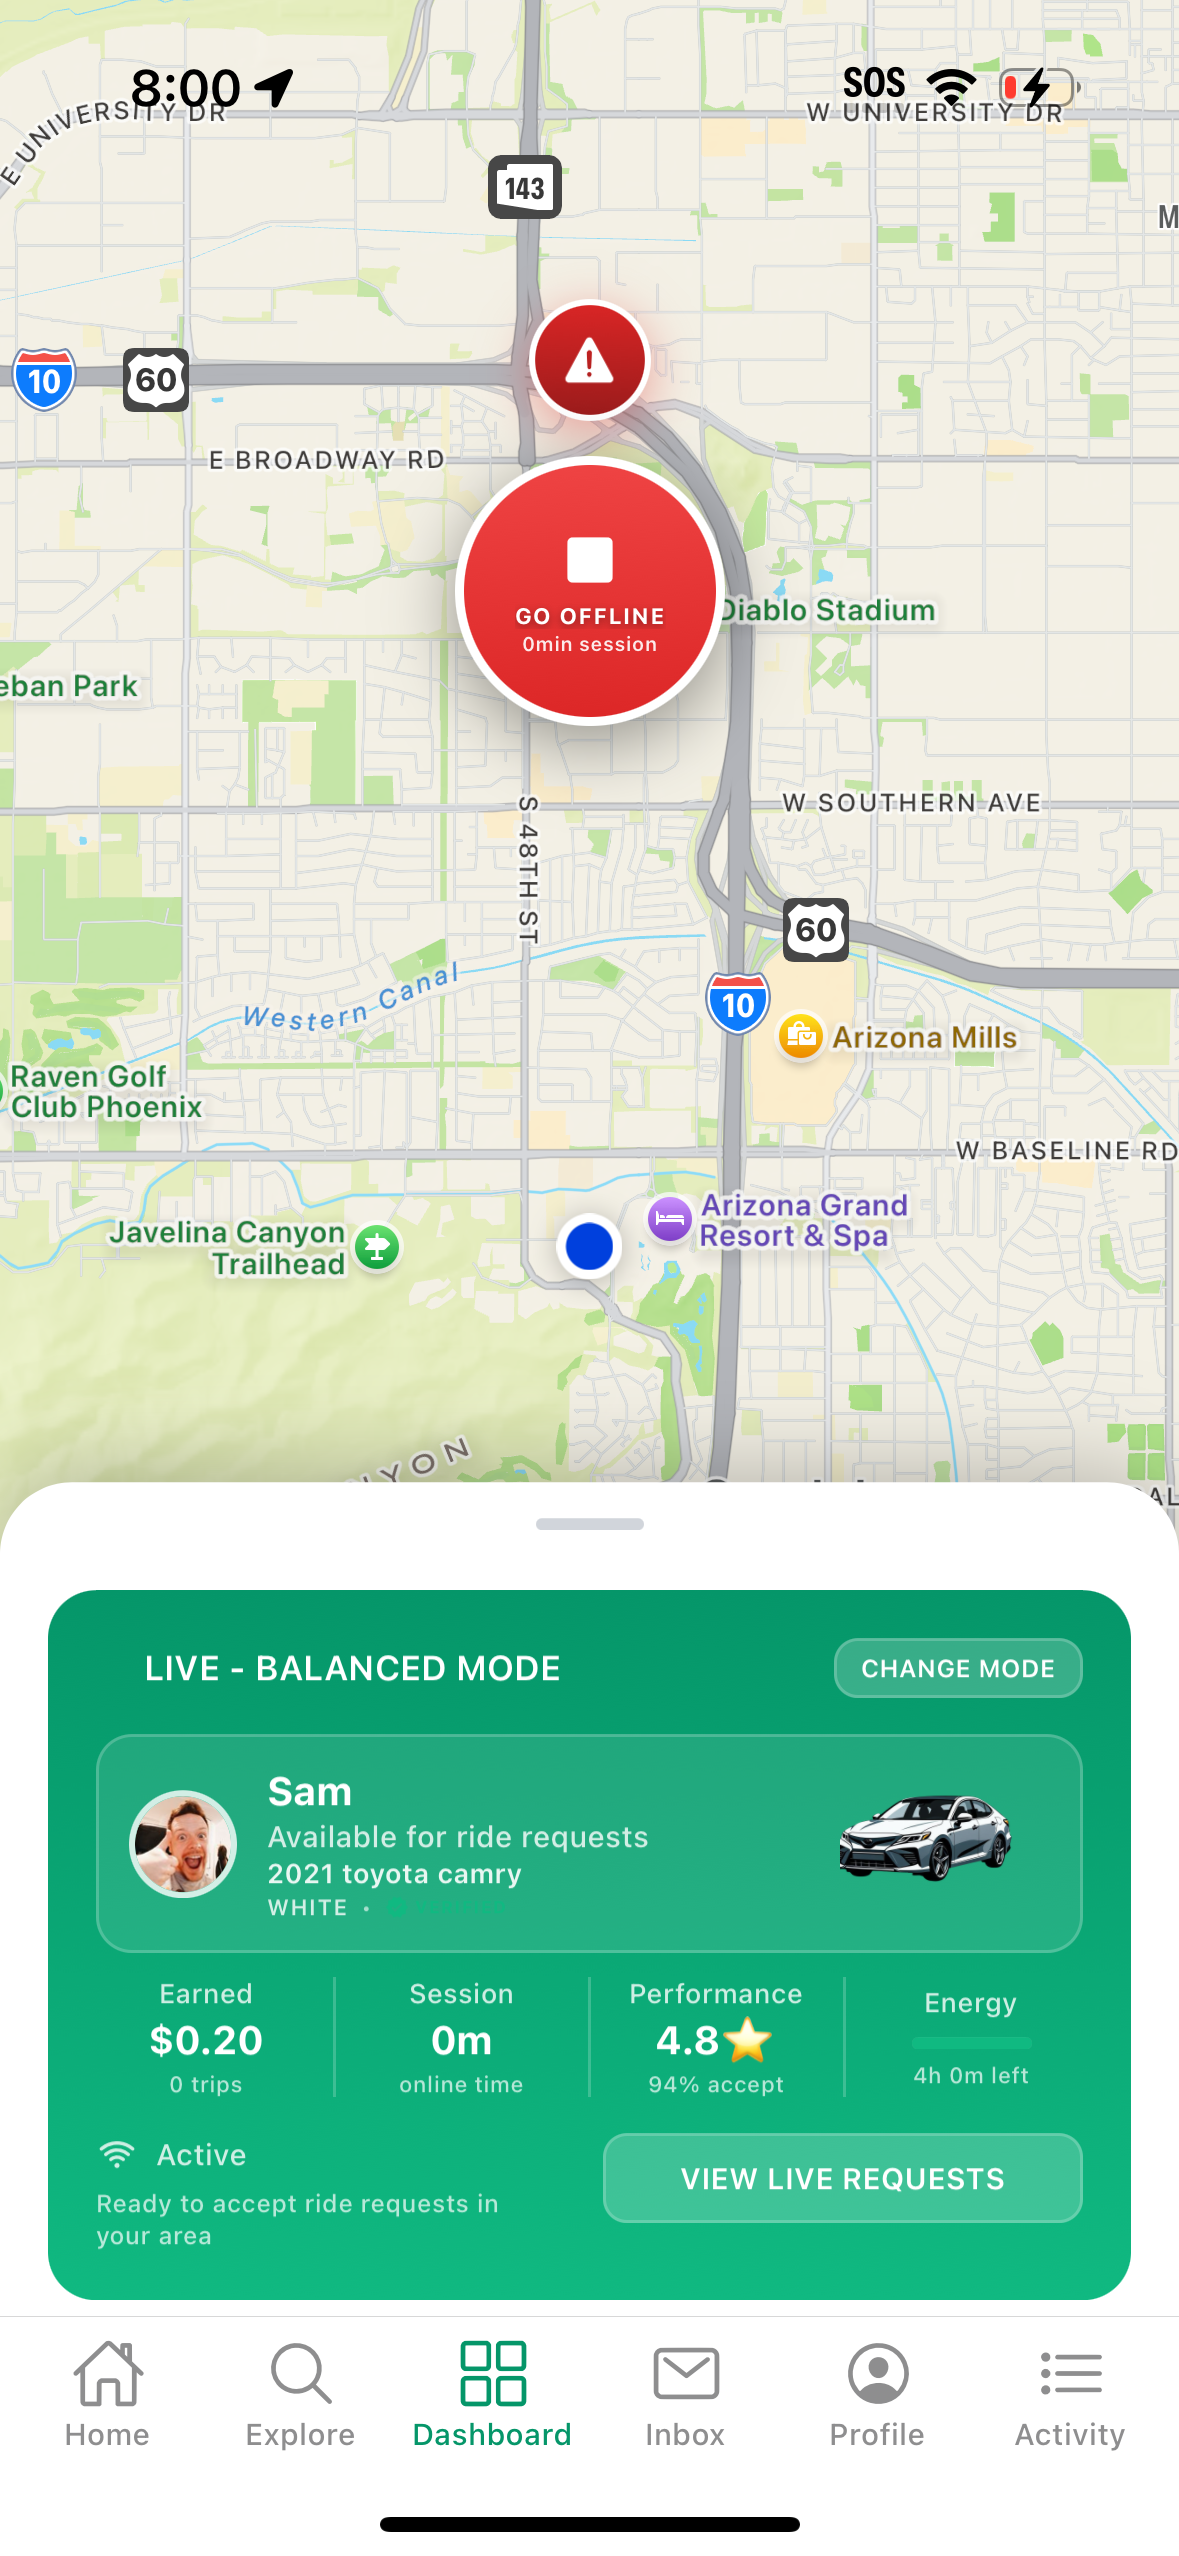 8:00
SOS
E UNIVERSITY DR
W UNIVERSITY DR
143
M
10
60
E BROADWAY RD
GO OFFLINE
0min session
Diablo Stadium
eban Park
W SOUTHERN AVE
S 48TH ST
60
Western Canal
10
Arizona Mills
Raven Golf
Club Phoenix
W BASELINE RD
Arizona Grand
Resort & Spa
Javelina Canyon
Trailhead
YON
AL
LIVE - BALANCED MODE
CHANGE MODE
Sam
Available for ride requests
2021 toyota camry
WHITE •
Earned
$0.20
0 trips
Session
0m
online time
Performance
4.8⭐
94% accept
Energy
4h 0m left
Active
Ready to accept ride requests in
your area
VIEW LIVE REQUESTS
Home
Explore
Dashboard
Inbox
Profile
Activity